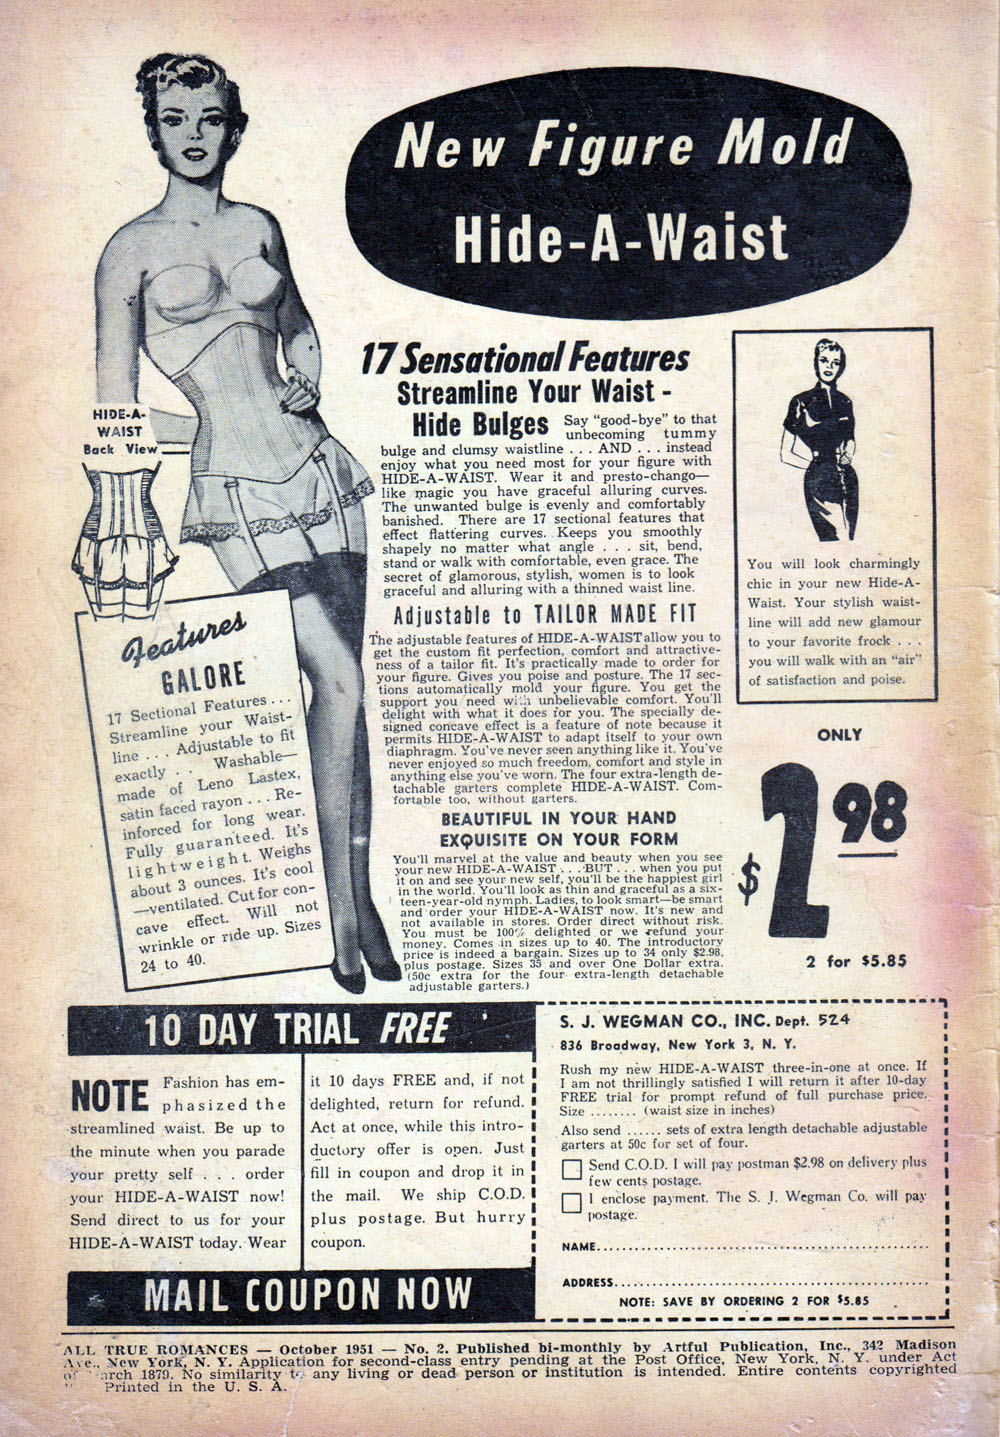 New Figure Mold
Hide-A-Waist
17 Sensational Features
Streamline Your Waist -
Hide Bulges
Say "good-bye" to that
unbecoming tummy
bulge and clumsy waistline . . . AND . . . instead
enjoy what you need most for your figure with
HIDE-A-WAIST. Wear it and presto-chango—
like magic you have graceful alluring curves.
The unwanted bulge is evenly and comfortably
banished. There are 17 sectional features that
effect flattering curves. Keeps you smoothly
shapely no matter what angle . . . sit, bend,
stand or walk with comfortable, even grace. The
secret of glamorous, stylish, women is to look
graceful and alluring with a thinned waist line.
Adjustable to TAILOR MADE FIT
The adjustable features of HIDE-A-WAIST allow you to
get the custom fit perfection, comfort and attractive-
ness of a tailor fit. It's practically made to order for
your figure. Gives you poise and posture. The 17 sec-
tions automatically mold your figure. You get the
support you need with unbelievable comfort. You'll
delight with what it does for you. The specially de-
signed concave effect is a feature of note because it
permits HIDE-A-WAIST to adapt itself to your own
diaphragm. You've never seen anything like it. You've
never enjoyed so much freedom, comfort and style in
anything else you've worn. The four extra-length de-
tachable garters complete HIDE-A-WAIST. Com-
fortable too, without garters.
BEAUTIFUL IN YOUR HAND
EXQUISITE ON YOUR FORM
You'll marvel at the value and beauty when you see
your new HIDE-A-WAIST . . . BUT . . . when you put
it on and see your new self, you'll be the happiest girl
in the world. You'll look as thin and graceful as a six-
teen-year-old nymph. Ladies, to look smart—be smart
and order your HIDE-A-WAIST now. It's new and
not available in stores. Order direct without risk.
You must be 100% delighted or we refund your
money. Comes in sizes up to 40. The introductory
price is indeed a bargain. Sizes up to 34 only $2.98,
plus postage. Sizes 35 and over One Dollar extra.
(50c extra for the four extra-length detachable
adjustable garters.)
HIDE-A-
WAIST
Back View
Features
GALORE
17 Sectional Features . . .
Streamline your Waist-
line . . . Adjustable to fit
exactly . . Washable—
made of Leno Lastex,
satin faced rayon . . . Re-
inforced for long wear.
Fully guaranteed. It's
lightweight. Weighs
about 3 ounces. It's cool
—ventilated. Cut for con-
cave effect. Will not
wrinkle or ride up. Sizes
24 to 40.
You will look charmingly
chic in your new Hide-A-
Waist. Your stylish waist-
line will add new glamour
to your favorite frock . . .
you will walk with an "air"
of satisfaction and poise.
ONLY
$2.98
2 for $5.85
10 DAY TRIAL FREE
NOTE
Fashion has em-
phasized the
streamlined waist. Be up to
the minute when you parade
your pretty self . . . order
your HIDE-A-WAIST now!
Send direct to us for your
HIDE-A-WAIST today. Wear
it 10 days FREE and, if not
delighted, return for refund.
Act at once, while this intro-
ductory offer is open. Just
fill in coupon and drop it in
the mail. We ship C.O.D.
plus postage. But hurry
coupon.
MAIL COUPON NOW
S. J. WEGMAN CO., INC. Dept. 524
836 Broadway, New York 3, N. Y.
Rush my new HIDE-A-WAIST three-in-one at once. If
I am not thrillingly satisfied I will return it after 10-day
FREE trial for prompt refund of full purchase price.
Size ........ (waist size in inches)
Also send ...... sets of extra length detachable adjustable
garters at 50c for set of four.
Send C.O.D. I will pay postman $2.98 on delivery plus
few cents postage.
I enclose payment. The S. J. Wegman Co. will pay
postage.
NAME..................................................
ADDRESS...............................................
NOTE: SAVE BY ORDERING 2 FOR $5.85
ALL TRUE ROMANCES — October 1951 — No. 2. Published bi-monthly by Artful Publication, Inc., 342 Madison
Ave., New York, N. Y. Application for second-class entry pending at the Post Office, New York, N. Y. under Act
of March 1879. No similarity to any living or dead person or institution is intended. Entire contents copyrighted
Printed in the U. S. A.